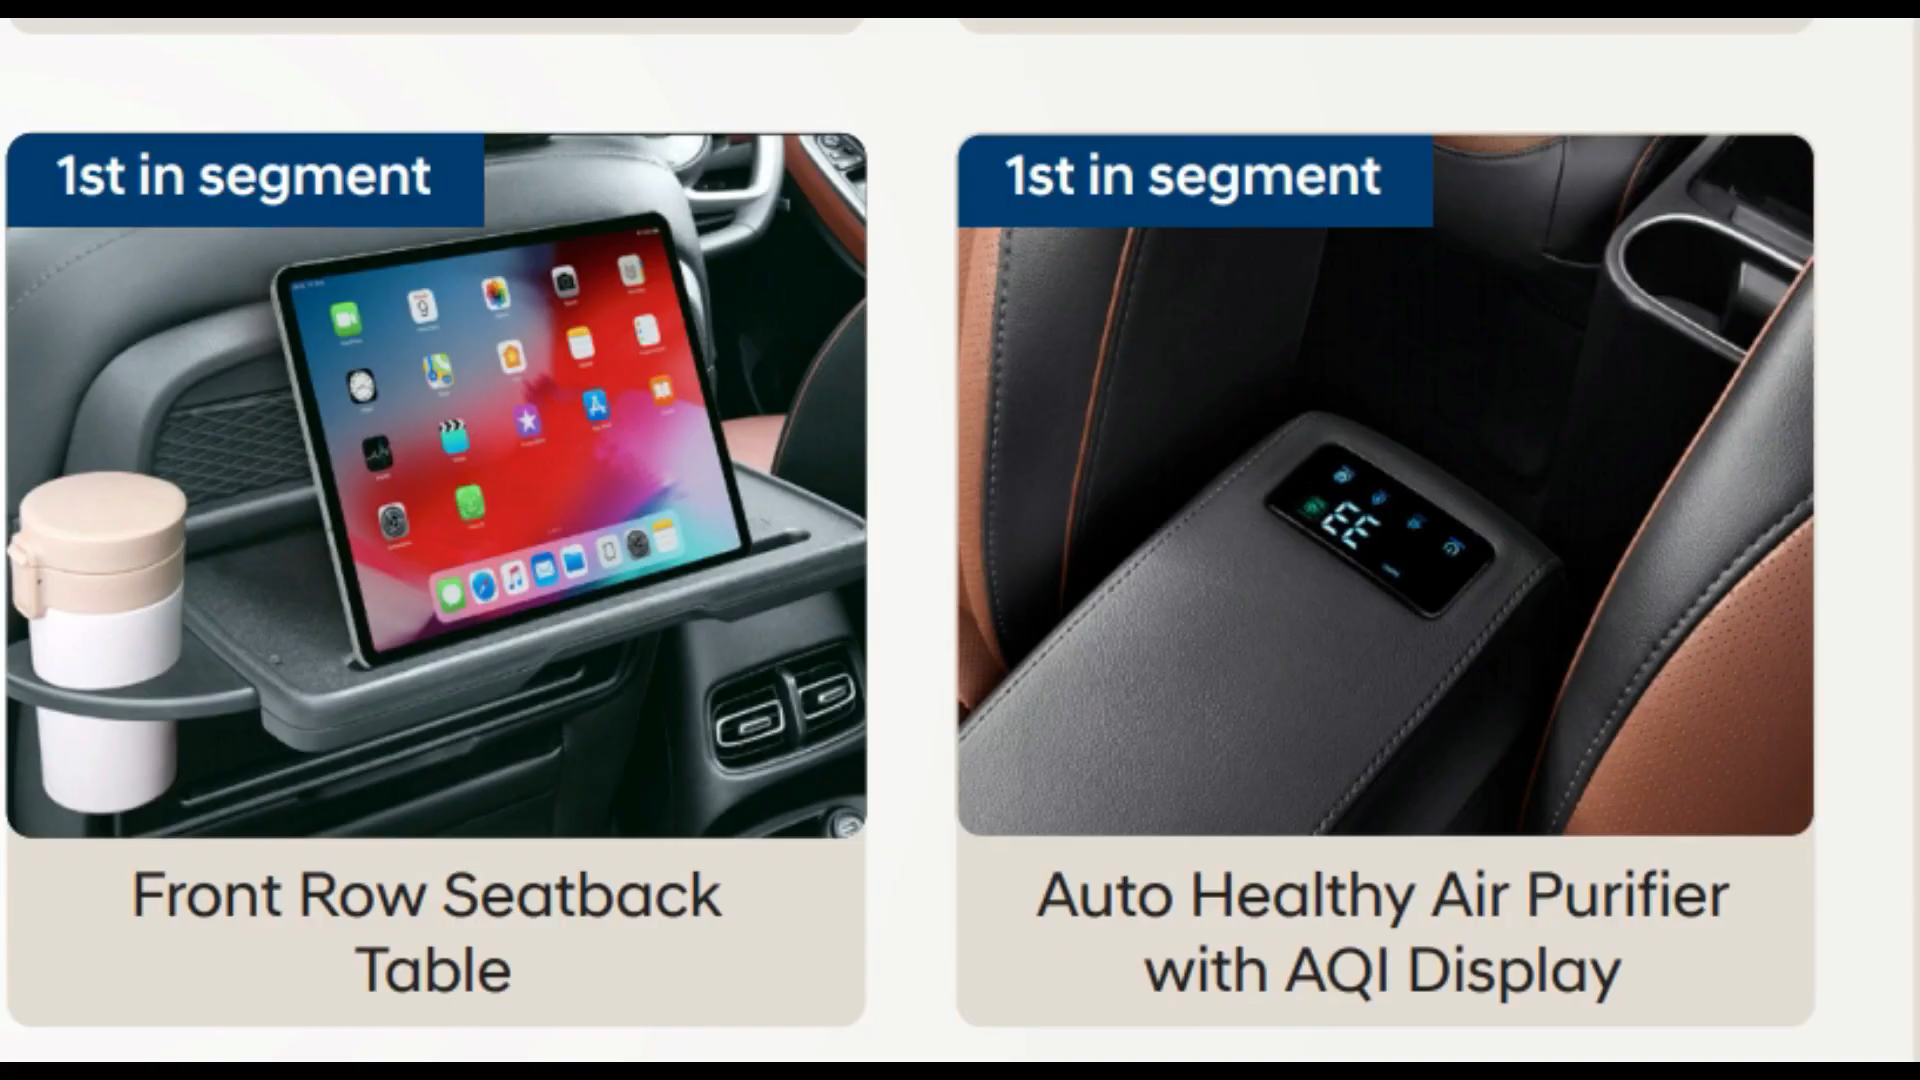 1st in segment
Front Row Seatback
Table
1st in segment
Auto Healthy Air Purifier
with AQI Display